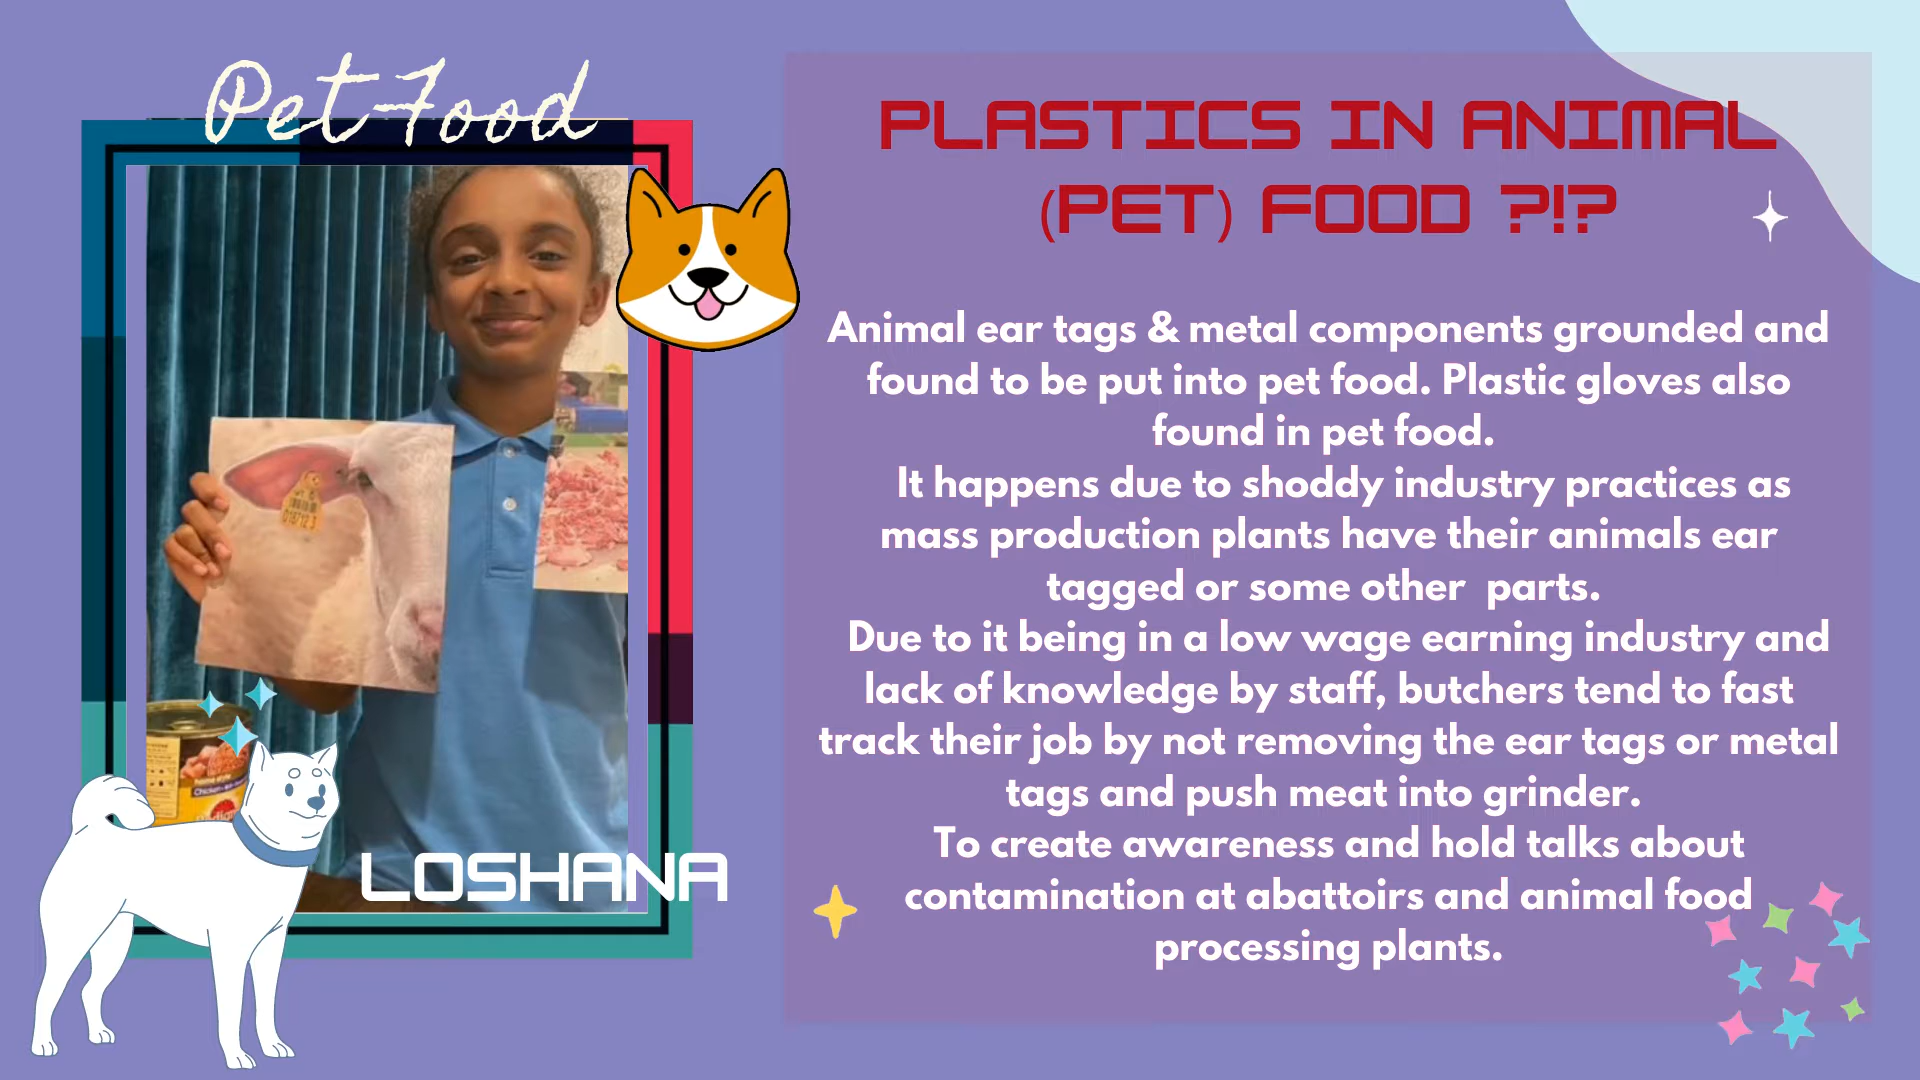 Pet Food
PLASTICS IN ANIMAL
(PET) FOOD ?!?
Animal ear tags & metal components grounded and
found to be put into pet food. Plastic gloves also
found in pet food.
It happens due to shoddy industry practices as
mass production plants have their animals ear
tagged or some other parts.
Due to it being in a low wage earning industry and
lack of knowledge by staff, butchers tend to fast
track their job by not removing the ear tags or metal
tags and push meat into grinder.
To create awareness and hold talks about
contamination at abattoirs and animal food
processing plants.
LOSHANA